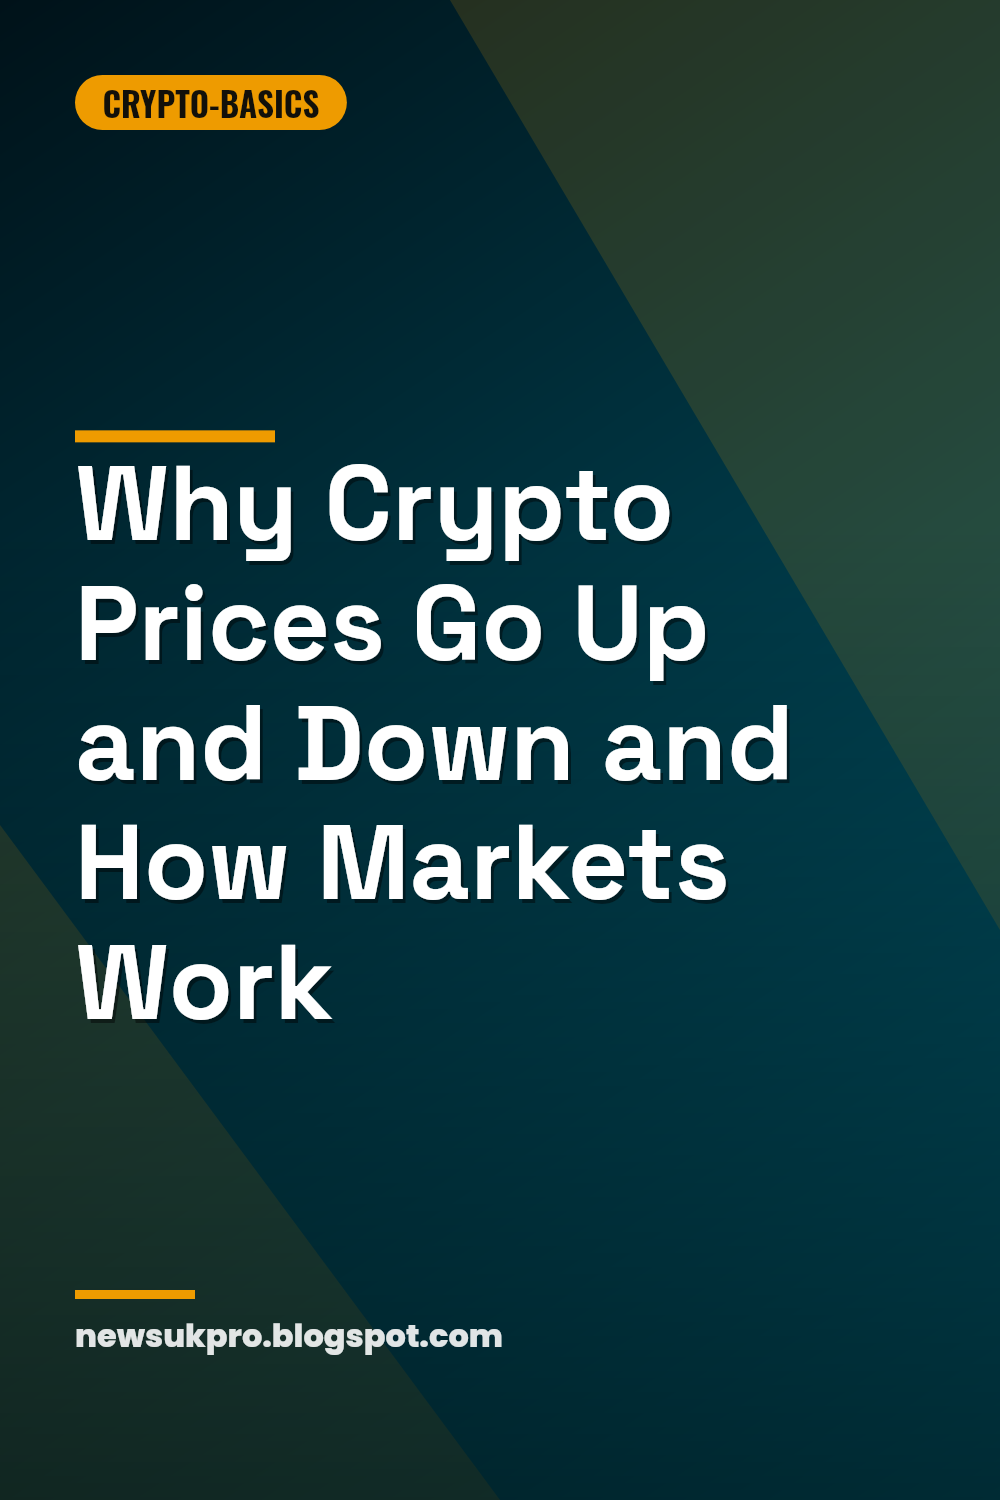 CRYPTO-BASICS
Why Crypto
Prices Go Up
and Down and
How Markets
Work
newsukpro.blogspot.com